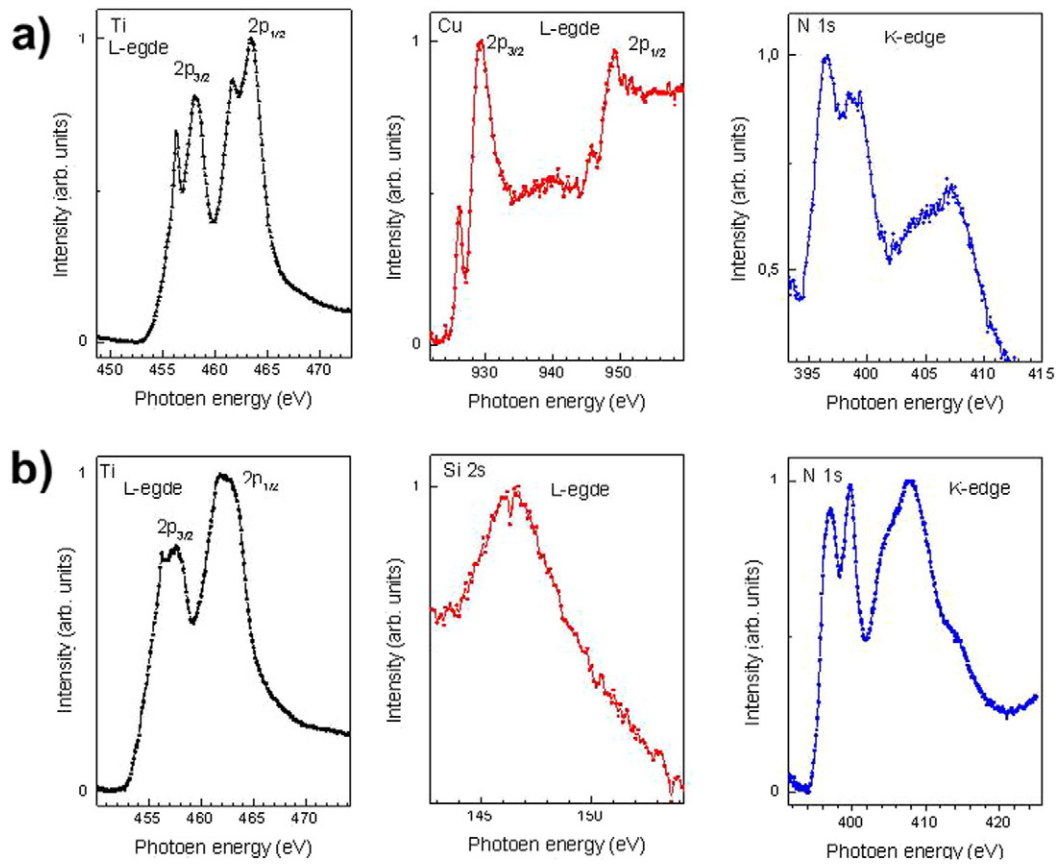 a)
Ti
L-egde
2p3/2
2p1/2
1
0
Intensity (arb. units)
450 455 460 465 470
Photoen energy (eV)
Cu
L-egde
2p3/2
2p1/2
1
0
Intensity (arb. units)
930 940 950
Photoen energy (eV)
N 1s
K-edge
1,0
0,5
Intensity (arb. units)
395 400 405 410 415
Photoen energy (eV)
b)
Ti
L-egde
2p3/2
2p1/2
1
0
Intensity (arb. units)
455 460 465 470
Photoen energy (eV)
Si 2s
L-egde
1
Intensity (arb. units)
145 150
Photoen energy (eV)
N 1s
K-edge
1
0
Intensity (arb. units)
400 410 420
Photoen energy (eV)